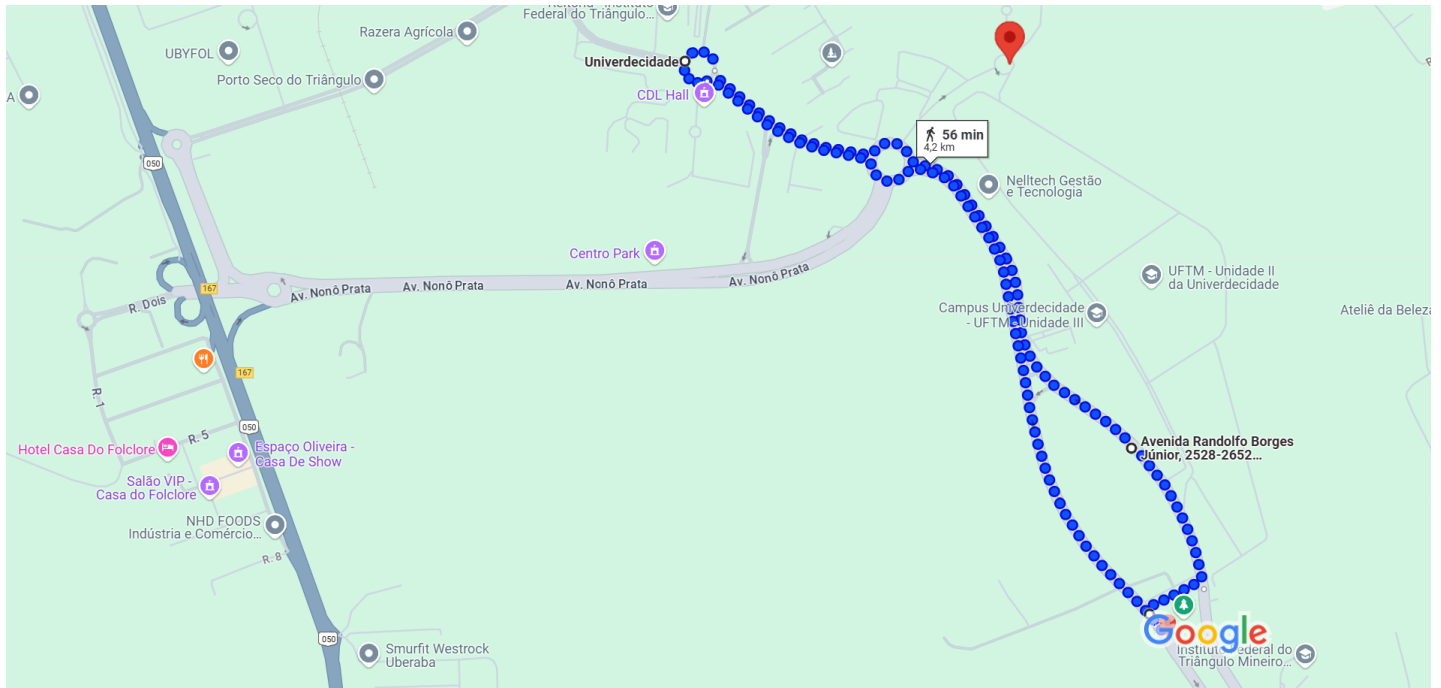 Federal do Triângulo...
Razera Agrícola
UBYFOL
Porto Seco do Triângulo
A
Univerdecidade
CDL Hall
56 min
4,2 km
Nelltech Gestão
e Tecnologia
050
Centro Park
Av. Nonô Prata
Av. Nonô Prata
Av. Nonô Prata
Av. Nonô Prata
167
R. Dois
UFTM - Unidade II
da Univerdecidade
Campus Univerdecidade
- UFTM - Unidade III
Ateliê da Beleza
167
R. 1
050
R. 5
Hotel Casa Do Folclore
Espaço Oliveira -
Casa De Show
Salão VIP -
Casa do Folclore
Avenida Randolfo Borges
Júnior, 2528-2652...
NHD FOODS
Indústria e Comércio...
R. 8
050
Smurfit Westrock
Uberaba
Google
Instituto Federal do
Triângulo Mineiro...